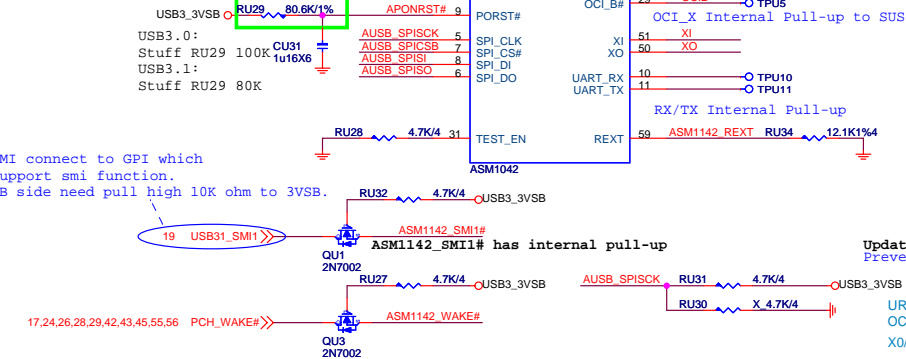 OCI_B#
29
TPU5
OCI_X Internal Pull-up to SUS
USB3_3VSB
RU29
80.6K/1%
APONRST#
9
PORST#
USB3.0:
Stuff RU29 100K
CU31
1u16X6
USB3.1:
Stuff RU29 80K
AUSB_SPISCK
5
SPI_CLK
AUSB_SPICSB
7
SPI_CS#
AUSB_SPISI
8
SPI_DI
AUSB_SPISO
6
SPI_DO
XI
51
XI
XO
50
XO
UART_RX
10
TPU10
UART_TX
11
TPU11
RX/TX Internal Pull-up
RU28
4.7K/4
31
TEST_EN
REXT
59
ASM1142_REXT
RU34
12.1K1%4
ASM1042
MI connect to GPI which
upport smi function.
B side need pull high 10K ohm to 3VSB.
RU32
4.7K/4
USB3_3VSB
19
USB31_SMI1
ASM1142_SMI1#
ASM1142_SMI1# has internal pull-up
QU1
2N7002
Updat
Preve
RU27
4.7K/4
USB3_3VSB
17,24,26,28,29,42,43,45,55,56
PCH_WAKE#
ASM1142_WAKE#
QU3
2N7002
AUSB_SPISCK
RU31
4.7K/4
USB3_3VSB
RU30
X_4.7K/4
UR
OC
X0/